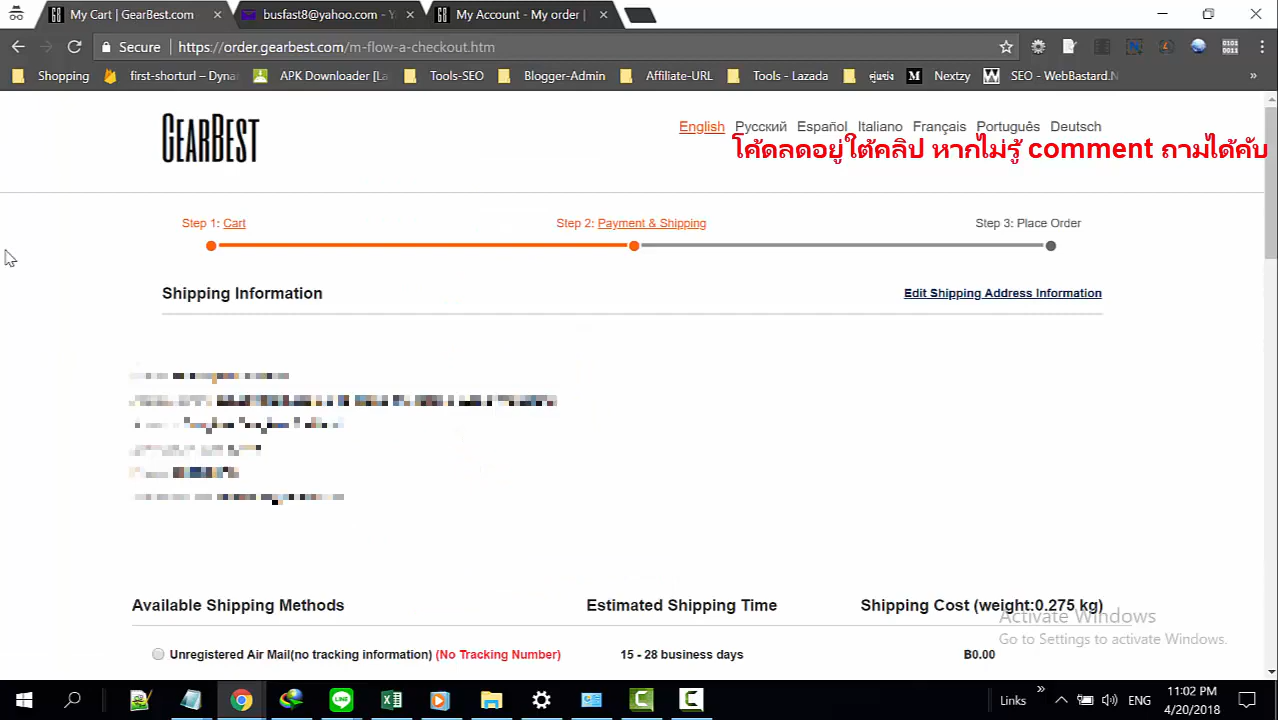 My Cart | GearBest.com
busfast8@yahoo.com - Y
My Account - My order |
Secure
https://order.gearbest.com/m-flow-a-checkout.htm
Shopping
first-shorturl – Dyna
APK Downloader [La
Tools-SEO
Blogger-Admin
Affiliate-URL
Tools - Lazada
คู่แข่ง
Nextzy
SEO - WebBastard.N
GEARBEST
English Русский Español Italiano Français Português Deutsch
โค้ดลดอยู่ใต้คลิป หากไม่รู้ comment ถามได้คับ
Step 1: Cart
Step 2: Payment & Shipping
Step 3: Place Order
Shipping Information
Edit Shipping Address Information
Available Shipping Methods
Estimated Shipping Time
Shipping Cost (weight:0.275 kg)
Activate Windows
Go to Settings to activate Windows.
Unregistered Air Mail(no tracking information) (No Tracking Number)
15 - 28 business days
฿0.00
Links
ENG
11:02 PM
4/20/2018